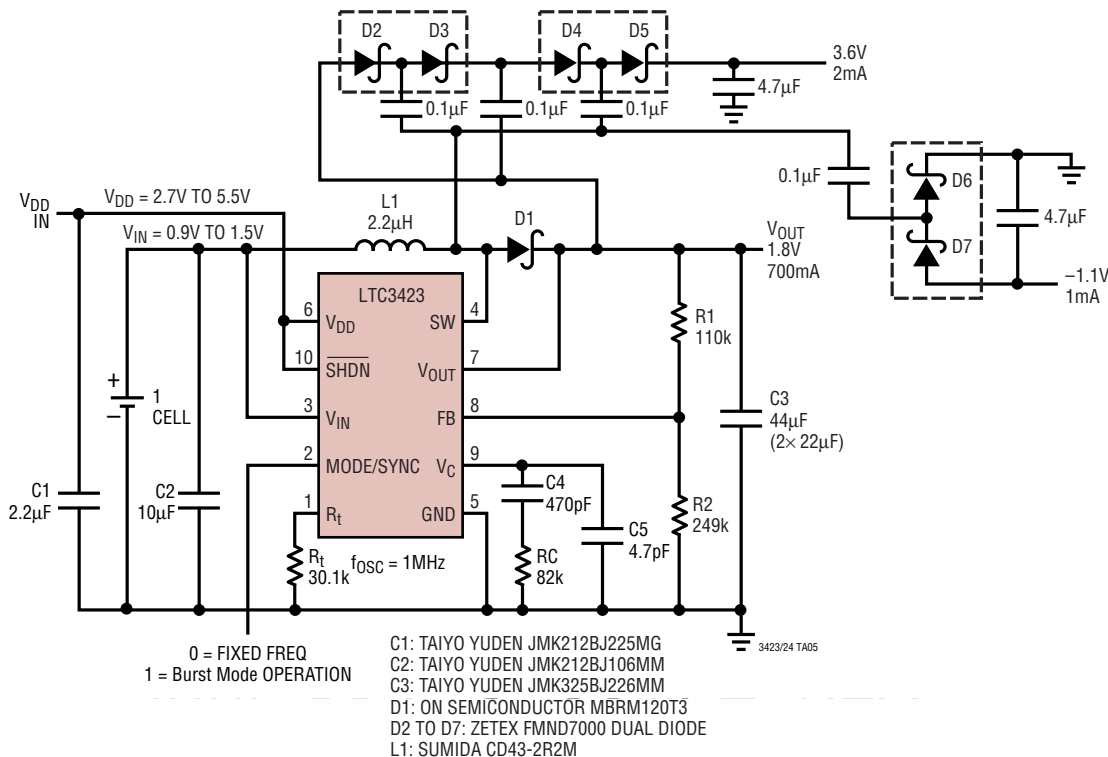 D2
D3
D4
D5
3.6V
2mA
4.7µF
0.1µF
0.1µF
0.1µF
0.1µF
D6
4.7µF
D7
–1.1V
1mA
VDD
IN
VDD = 2.7V TO 5.5V
VIN = 0.9V TO 1.5V
L1
2.2µH
D1
VOUT
1.8V
700mA
LTC3423
6
VDD
SW
4
10
SHDN
VOUT
7
3
VIN
FB
8
2
MODE/SYNC
VC
9
1
Rt
GND
5
R1
110k
R2
249k
C3
44µF
(2× 22µF)
+
–
1
CELL
C1
2.2µF
C2
10µF
Rt
30.1k
fOSC = 1MHz
C4
470pF
RC
82k
C5
4.7pF
3423/24 TA05
0 = FIXED FREQ
1 = Burst Mode OPERATION
C1: TAIYO YUDEN JMK212BJ225MG
C2: TAIYO YUDEN JMK212BJ106MM
C3: TAIYO YUDEN JMK325BJ226MM
D1: ON SEMICONDUCTOR MBRM120T3
D2 TO D7: ZETEX FMND7000 DUAL DIODE
L1: SUMIDA CD43-2R2M